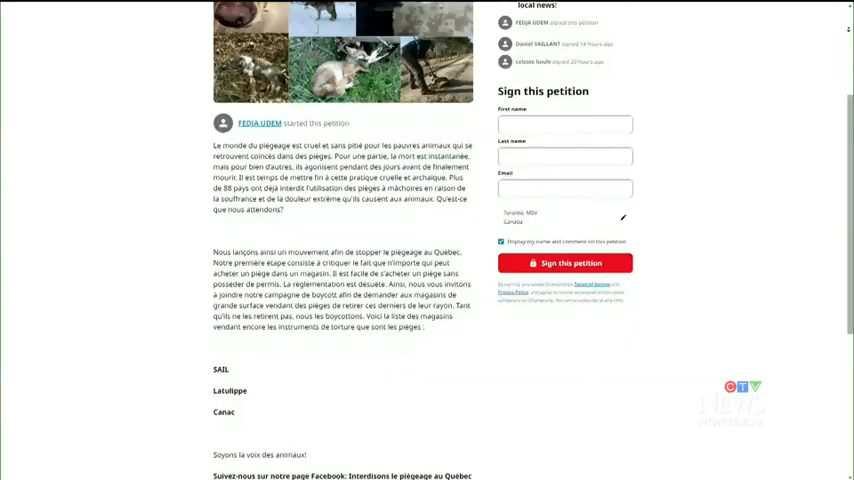 local news!
FEDJA UDEM signed this petition
Daniel VAILLANT signed 14 hours ago
celeste houle signed 20 hours ago
Sign this petition
First name
Last name
Email
Toronto, M5V
Canada
Display my name and comment on this petition
Sign this petition
Terms of Service and
Privacy Policy
FEDJA UDEM started this petition
Le monde du piégeage est cruel et sans pitié pour les pauvres animaux qui se
retrouvent coincés dans des pièges. Pour une partie, la mort est instantanée,
mais pour bien d'autres, ils agonisent pendant des jours avant de finalement
mourir. Il est temps de mettre fin à cette pratique cruelle et archaïque. Plus
de 88 pays ont déjà interdit l'utilisation des pièges à mâchoires en raison de
la souffrance et de la douleur extrême qu'ils causent aux animaux. Qu'est-ce
que nous attendons?
Nous lançons ainsi un mouvement afin de stopper le piégeage au Québec.
Notre première étape consiste à critiquer le fait que n'importe qui peut
acheter un piège dans un magasin. Il est facile de s'acheter un piège sans
posséder de permis. La règlementation est désuète. Ainsi, nous vous invitons
à joindre notre campagne de boycott afin de demander aux magasins de
grande surface vendant des pièges de retirer ces derniers de leur rayon. Tant
qu'ils ne les retirent pas, nous les boycottons. Voici la liste des magasins
vendant encore les instruments de torture que sont les pièges :
SAIL
Latulippe
Canac
Soyons la voix des animaux!
Suivez-nous sur notre page Facebook: Interdisons le piégeage au Québec
CTV
NEWS
MONTREAL